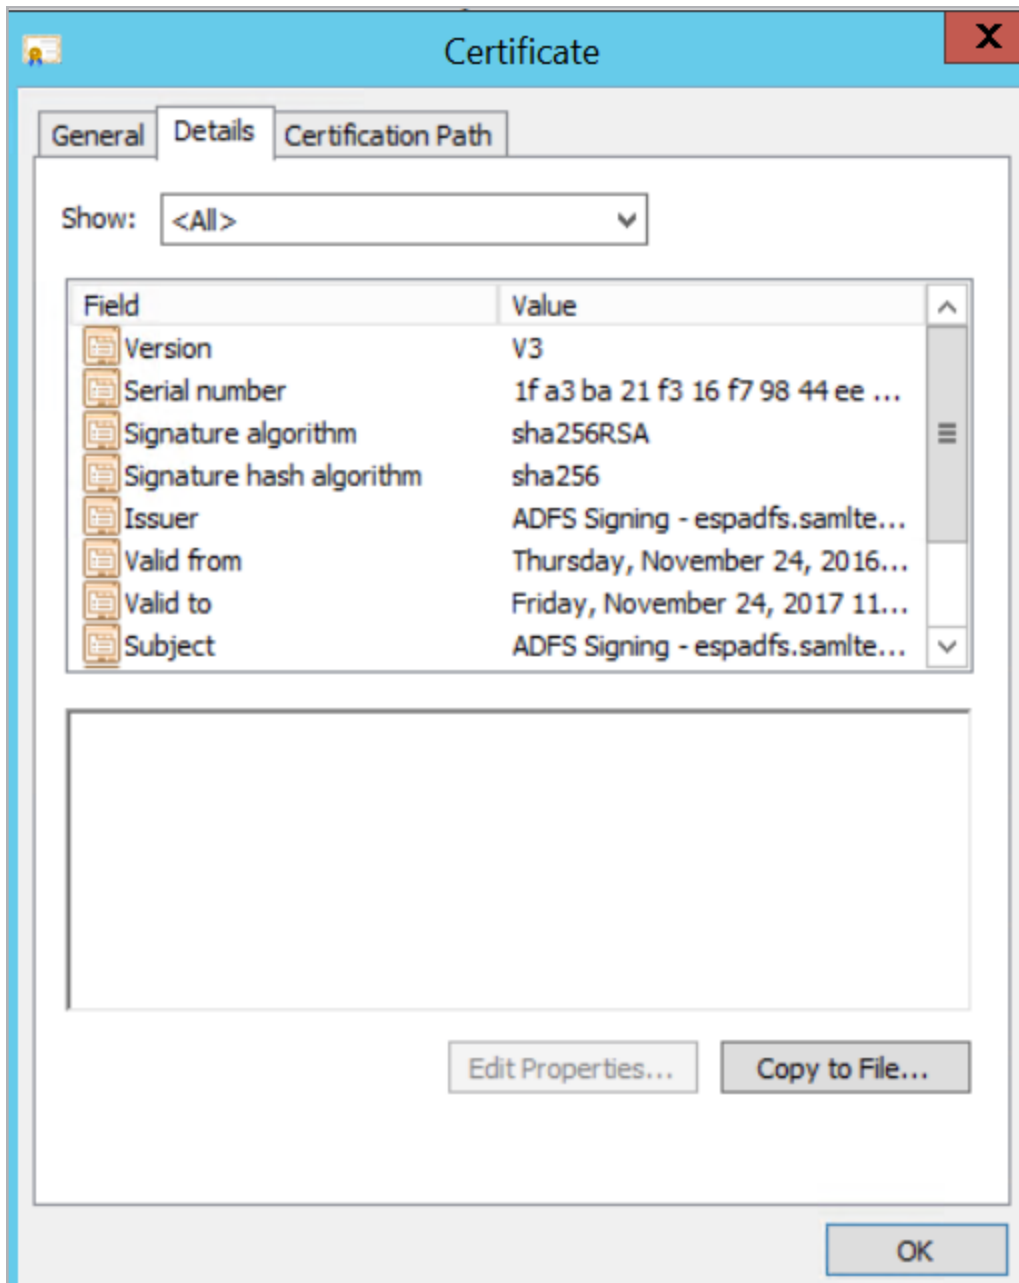 Certificate
X
General Details Certification Path
Show: <All>
Field Value
Version V3
Serial number 1f a3 ba 21 f3 16 f7 98 44 ee ...
Signature algorithm sha256RSA
Signature hash algorithm sha256
Issuer ADFS Signing - espadfs.samlte...
Valid from Thursday, November 24, 2016...
Valid to Friday, November 24, 2017 11...
Subject ADFS Signing - espadfs.samlte...
Edit Properties... Copy to File...
OK